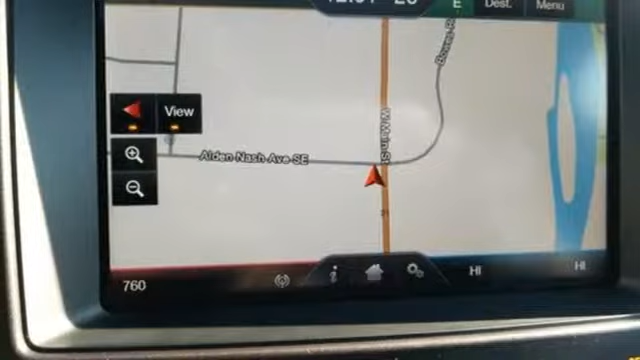 E
Dest.
Menu
View
W Main St
Alden Nash Ave SE
760
HI
HI